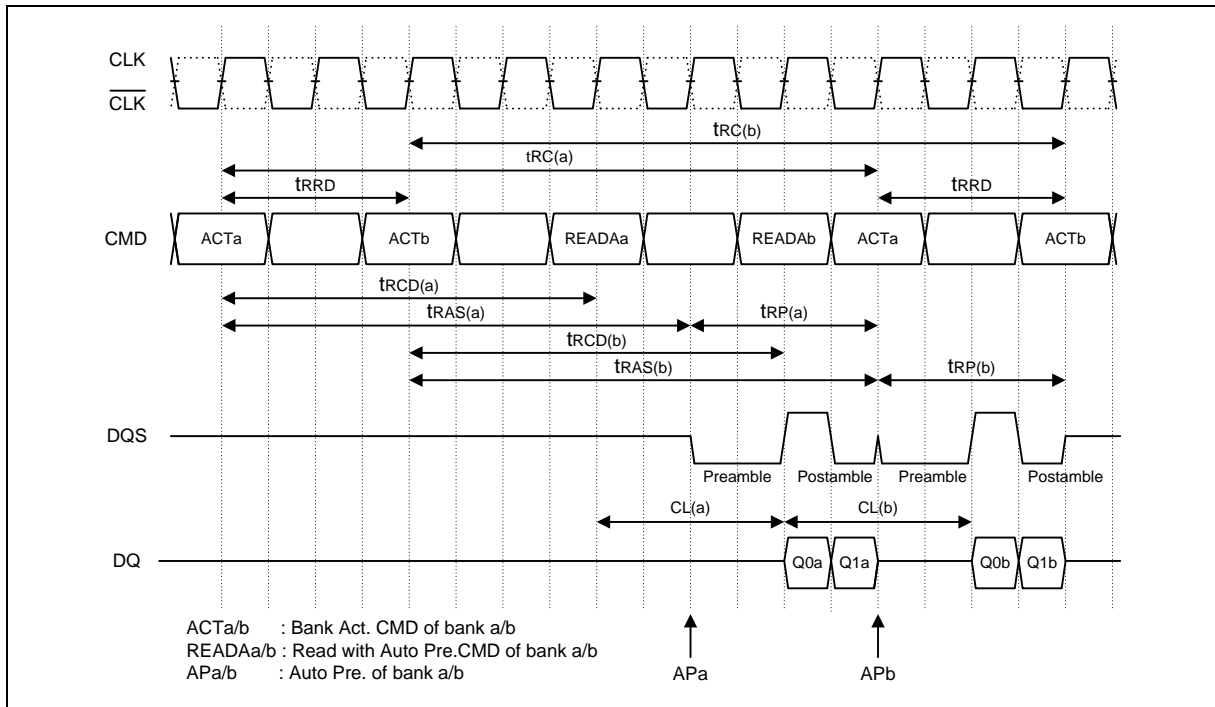 CLK
CLK
tRC(b)
tRC(a)
tRRD
tRRD
CMD
ACTa
ACTb
READAa
READAb
ACTa
ACTb
tRCD(a)
tRAS(a)
tRP(a)
tRCD(b)
tRAS(b)
tRP(b)
DQS
Preamble
Postamble
Preamble
Postamble
CL(a)
CL(b)
DQ
Q0a
Q1a
Q0b
Q1b
ACTa/b : Bank Act. CMD of bank a/b
READAa/b : Read with Auto Pre.CMD of bank a/b
APa/b : Auto Pre. of bank a/b
APa
APb